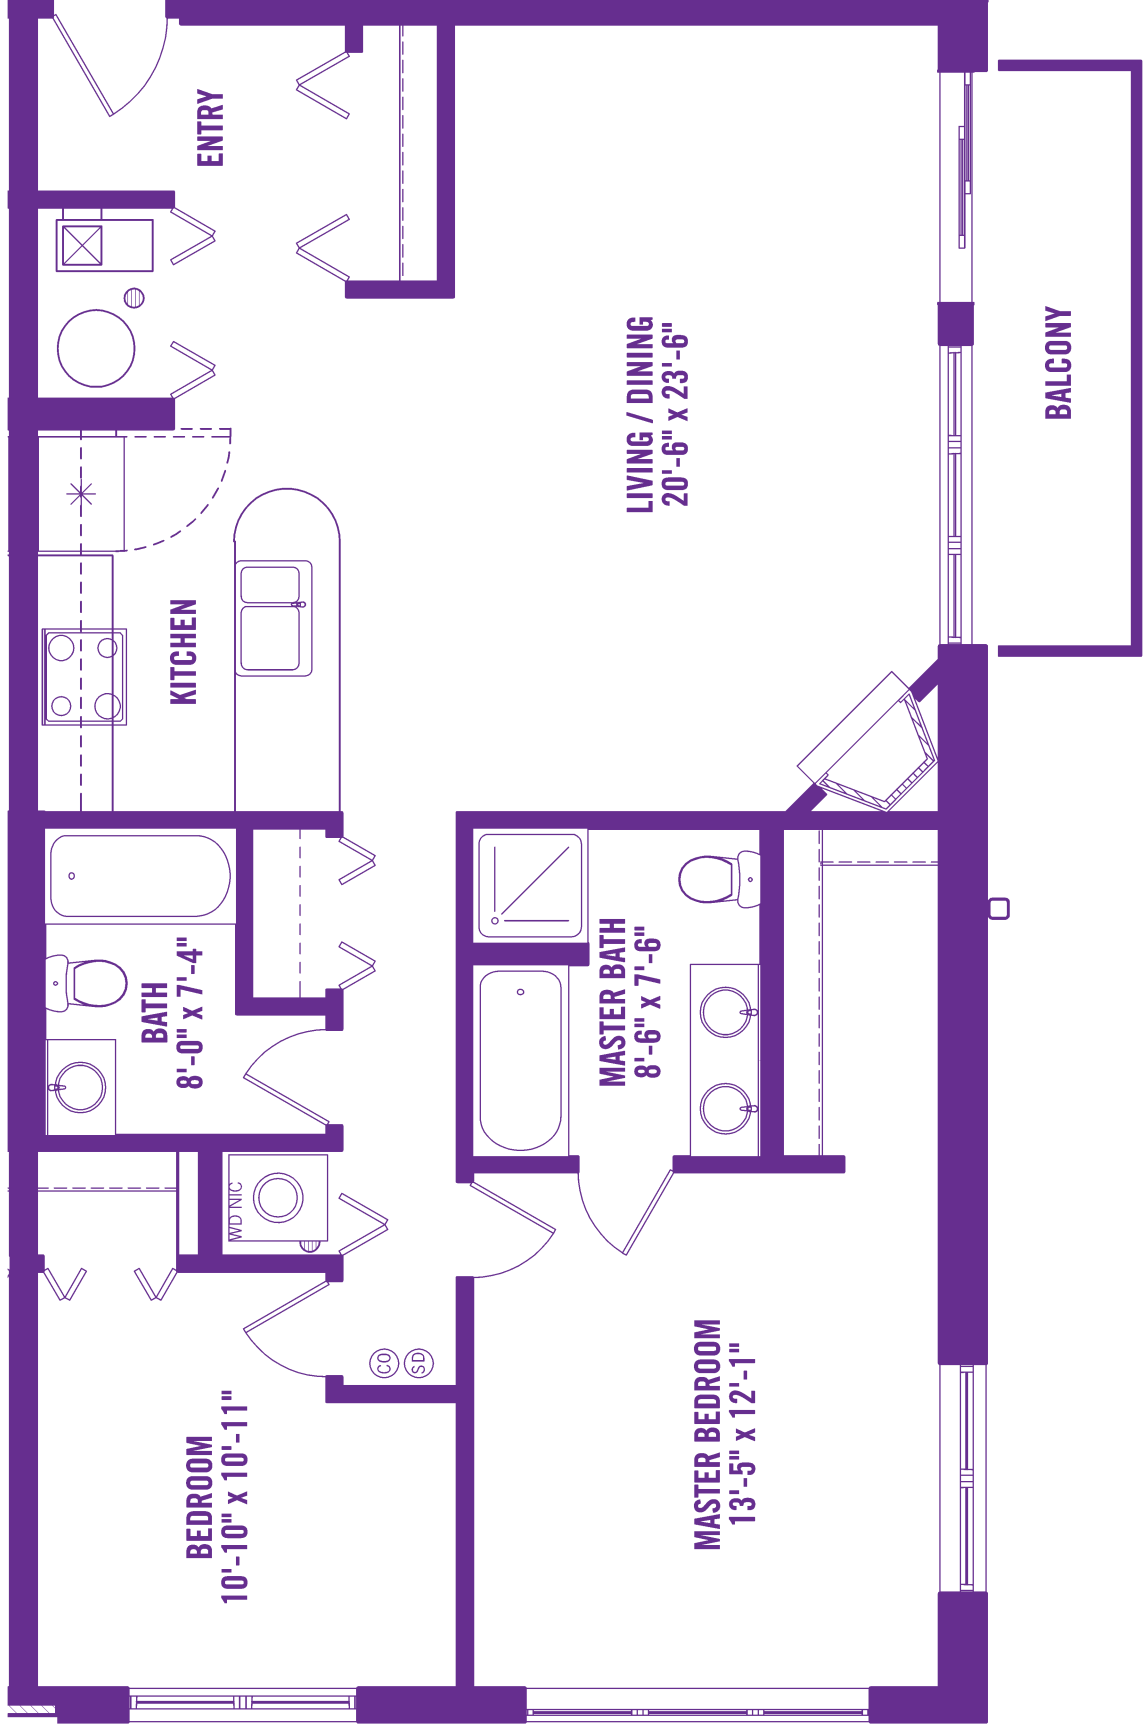 ENTRY
LIVING / DINING
20'-6" x 23'-6"
BALCONY
KITCHEN
BATH
8'-0" x 7'-4"
MASTER BATH
8'-6" x 7'-6"
WD NIC
CO
SD
BEDROOM
10'-10" x 10'-11"
MASTER BEDROOM
13'-5" x 12'-1"